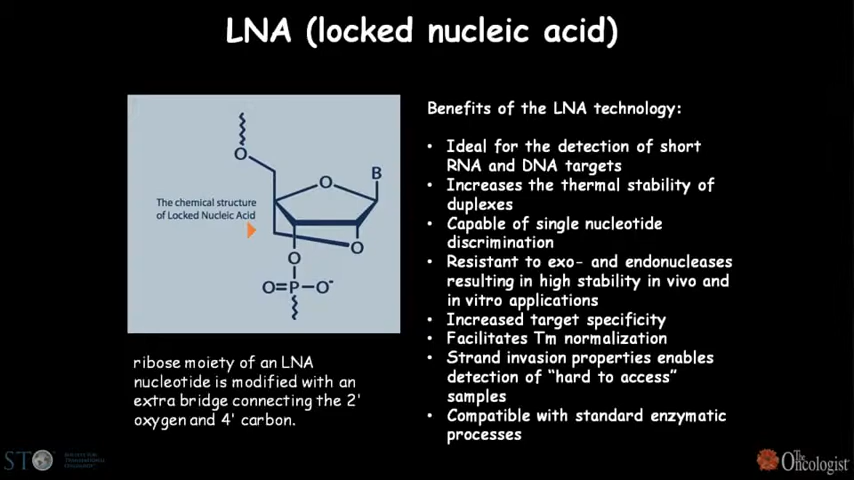 LNA (locked nucleic acid)
O
O
B
The chemical structure
of Locked Nucleic Acid
O
O
O=P-O-
ribose moiety of an LNA
nucleotide is modified with an
extra bridge connecting the 2'
oxygen and 4' carbon.
Benefits of the LNA technology:
• Ideal for the detection of short
RNA and DNA targets
• Increases the thermal stability of
duplexes
• Capable of single nucleotide
discrimination
• Resistant to exo- and endonucleases
resulting in high stability in vivo and
in vitro applications
• Increased target specificity
• Facilitates Tm normalization
• Strand invasion properties enables
detection of "hard to access"
samples
• Compatible with standard enzymatic
processes
STO
SOCIETY FOR
TRANSLATIONAL
ONCOLOGY
The
Oncologist